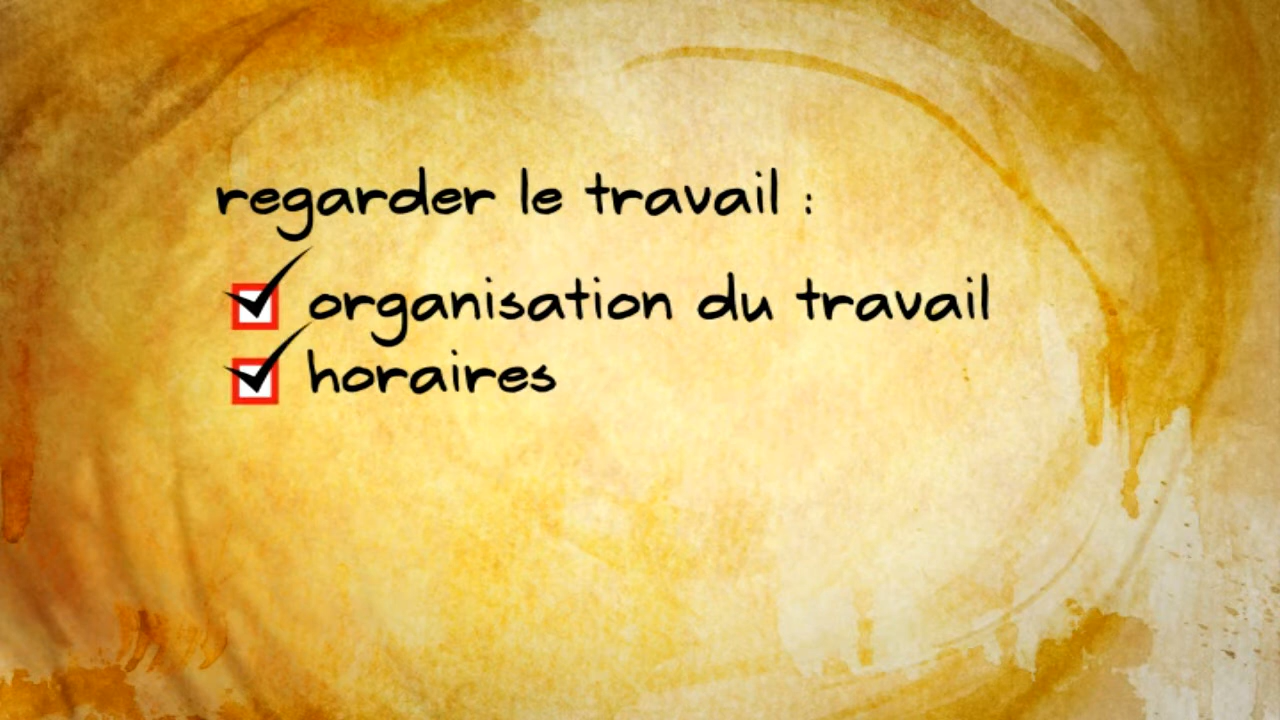 regarder le travail :
organisation du travail
horaires